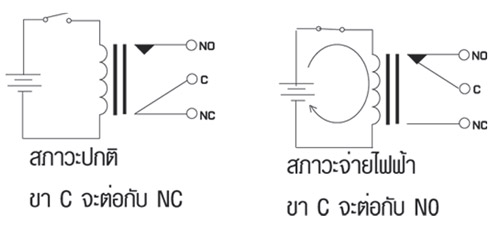 NO
C
NC
สภาวะปกติ
ขา C จะต่อกับ NC
NO
C
NC
สภาวะจ่ายไฟฟ้า
ขา C จะต่อกับ NO